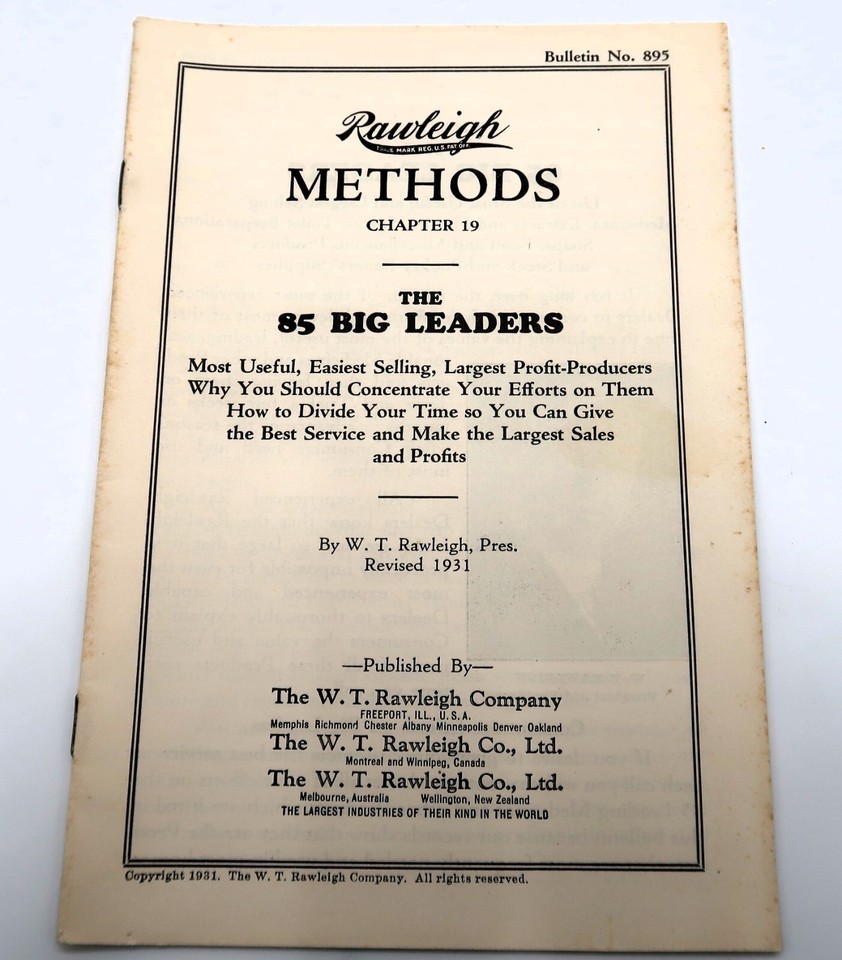 Bulletin No. 895
Rawleigh
TRADE MARK REG. U.S. PAT. OFF.
METHODS
CHAPTER 19
THE
85 BIG LEADERS
Most Useful, Easiest Selling, Largest Profit-Producers
Why You Should Concentrate Your Efforts on Them
How to Divide Your Time so You Can Give
the Best Service and Make the Largest Sales
and Profits
By W. T. Rawleigh, Pres.
Revised 1931
—Published By—
The W. T. Rawleigh Company
FREEPORT, ILL., U. S. A.
Memphis Richmond Chester Albany Minneapolis Denver Oakland
The W. T. Rawleigh Co., Ltd.
Montreal and Winnipeg, Canada
The W. T. Rawleigh Co., Ltd.
Melbourne, Australia Wellington, New Zealand
THE LARGEST INDUSTRIES OF THEIR KIND IN THE WORLD
Copyright 1931. The W. T. Rawleigh Company. All rights reserved.